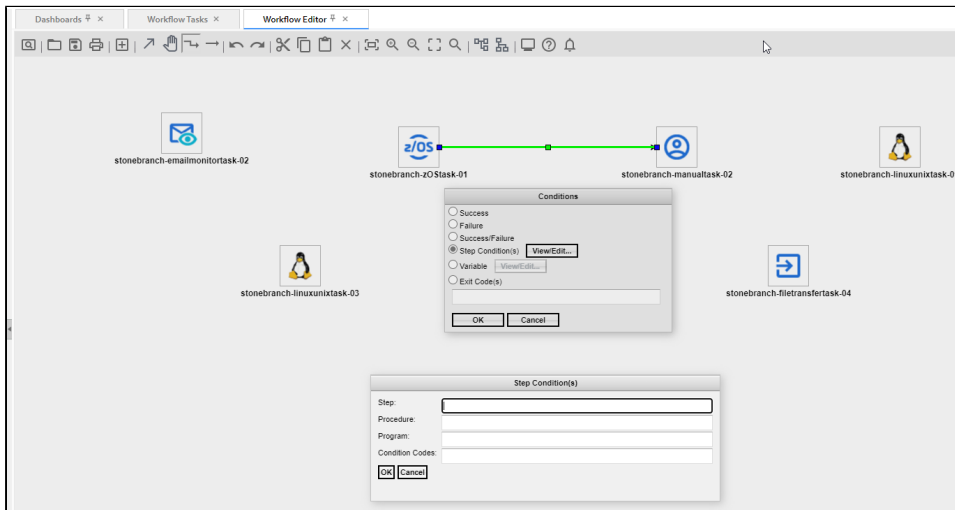 Dashboards
Workflow Tasks
Workflow Editor
stonebranch-emailmonitortask-02
z/OS
stonebranch-zOStask-01
stonebranch-manualtask-02
stonebranch-linuxunixtask-0
Conditions
Success
Failure
Success/Failure
Step Condition(s) View/Edit...
Variable View/Edit...
Exit Code(s)
OK Cancel
stonebranch-linuxunixtask-03
stonebranch-filetransfertask-04
Step Condition(s)
Step:
Procedure:
Program:
Condition Codes:
OK Cancel